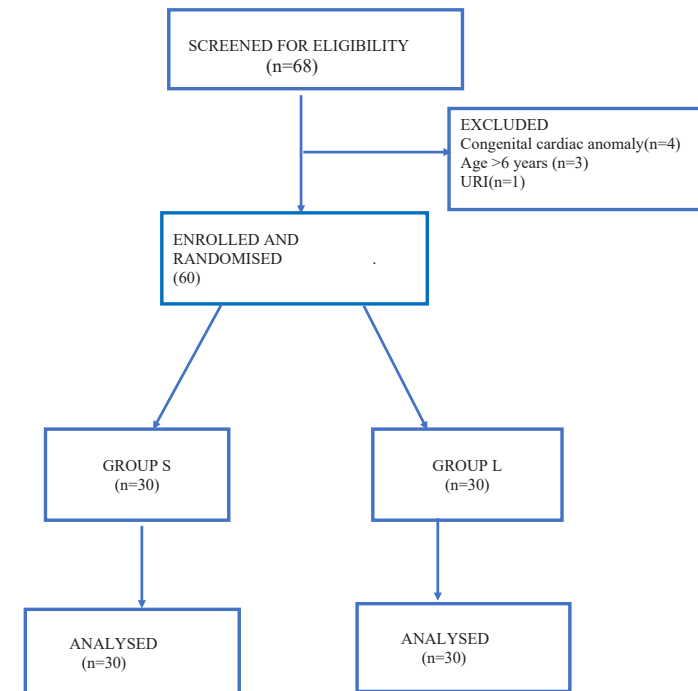 SCREENED FOR ELIGIBILITY
(n=68)
EXCLUDED
Congenital cardiac anomaly(n=4)
Age >6 years (n=3)
URI(n=1)
ENROLLED AND
RANDOMISED .
(60)
GROUP S
(n=30)
GROUP L
(n=30)
ANALYSED
(n=30)
ANALYSED
(n=30)